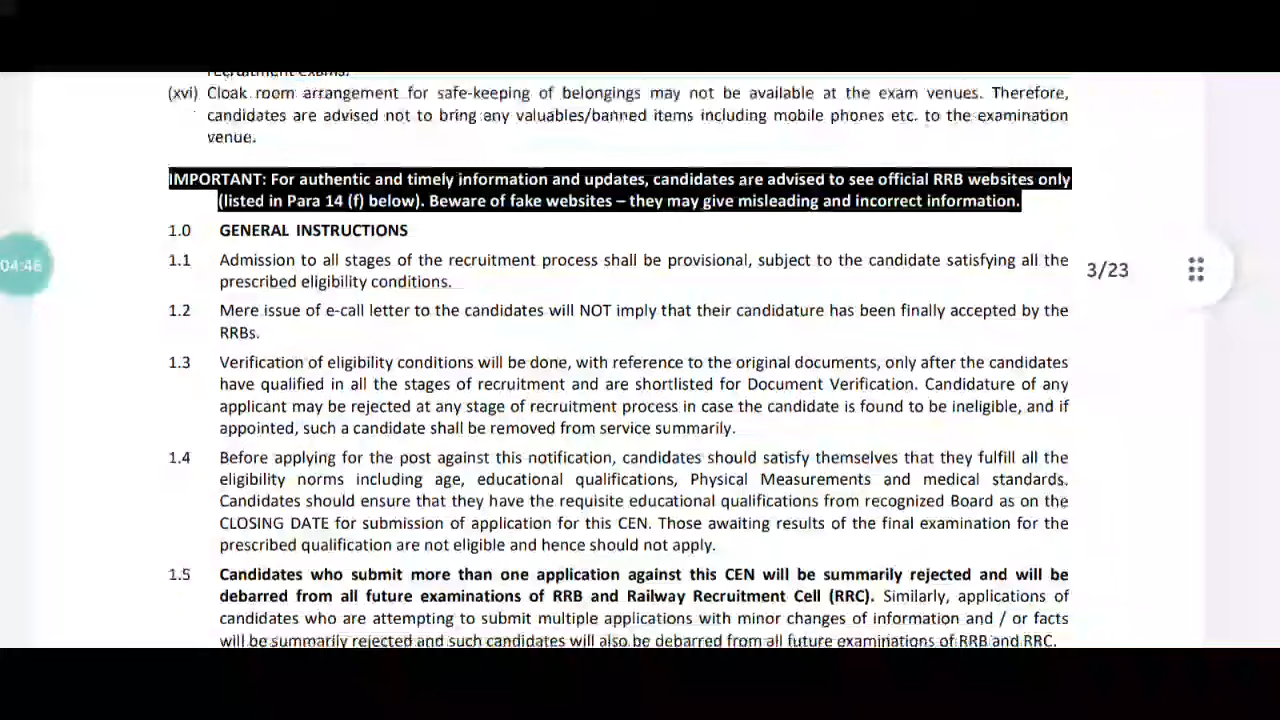 recruitment exams.
(xvi) Cloak room arrangement for safe-keeping of belongings may not be available at the exam venues. Therefore,
candidates are advised not to bring any valuables/banned items including mobile phones etc. to the examination
venue.
IMPORTANT: For authentic and timely information and updates, candidates are advised to see official RRB websites only
(listed in Para 14 (f) below). Beware of fake websites – they may give misleading and incorrect information.
1.0 GENERAL INSTRUCTIONS
1.1 Admission to all stages of the recruitment process shall be provisional, subject to the candidate satisfying all the
prescribed eligibility conditions.
04:46
3/23
1.2 Mere issue of e-call letter to the candidates will NOT imply that their candidature has been finally accepted by the
RRBs.
1.3 Verification of eligibility conditions will be done, with reference to the original documents, only after the candidates
have qualified in all the stages of recruitment and are shortlisted for Document Verification. Candidature of any
applicant may be rejected at any stage of recruitment process in case the candidate is found to be ineligible, and if
appointed, such a candidate shall be removed from service summarily.
1.4 Before applying for the post against this notification, candidates should satisfy themselves that they fulfill all the
eligibility norms including age, educational qualifications, Physical Measurements and medical standards.
Candidates should ensure that they have the requisite educational qualifications from recognized Board as on the
CLOSING DATE for submission of application for this CEN. Those awaiting results of the final examination for the
prescribed qualification are not eligible and hence should not apply.
1.5 Candidates who submit more than one application against this CEN will be summarily rejected and will be
debarred from all future examinations of RRB and Railway Recruitment Cell (RRC). Similarly, applications of
candidates who are attempting to submit multiple applications with minor changes of information and / or facts
will be summarily rejected and such candidates will also be debarred from all future examinations of RRB and RRC.